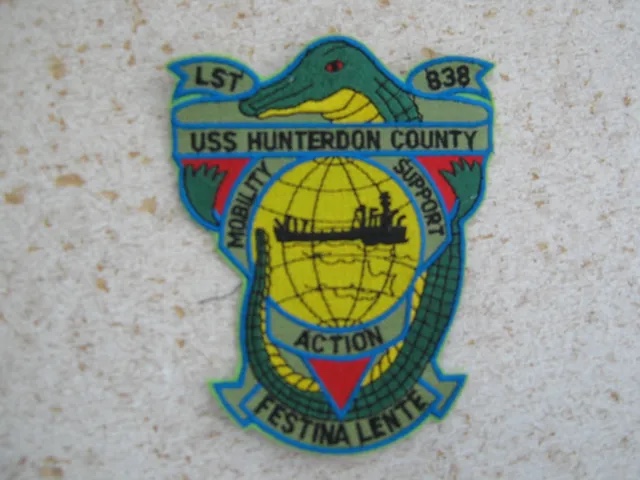 LST 838
USS HUNTERDON COUNTY
MOBILITY
SUPPORT
ACTION
FESTINA LENTE